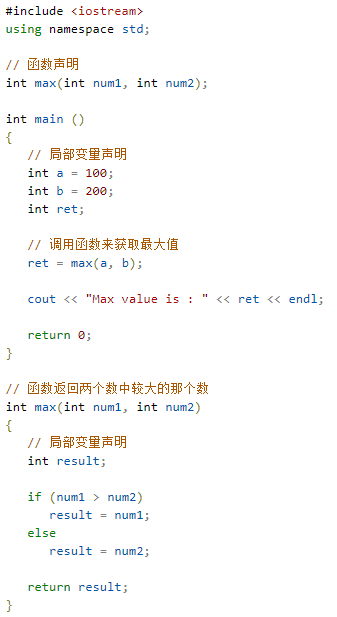 #include <iostream>
using namespace std;

// 函数声明
int max(int num1, int num2);

int main ()
{
   // 局部变量声明
   int a = 100;
   int b = 200;
   int ret;

   // 调用函数来获取最大值
   ret = max(a, b);

   cout << "Max value is : " << ret << endl;

   return 0;
}

// 函数返回两个数中较大的那个数
int max(int num1, int num2)
{
   // 局部变量声明
   int result;

   if (num1 > num2)
      result = num1;
   else
      result = num2;

   return result;
}